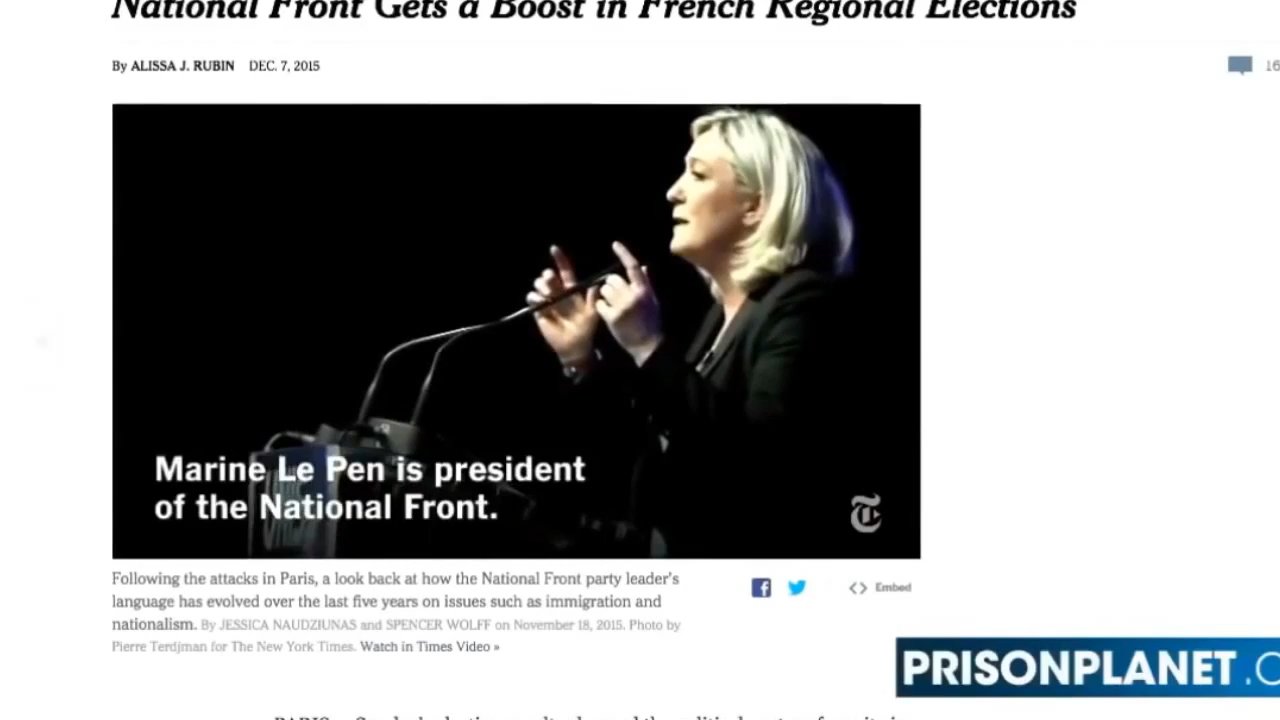 National Front Gets a Boost in French Regional Elections
By ALISSA J. RUBIN DEC. 7, 2015
16
Marine Le Pen is president
of the National Front.
Following the attacks in Paris, a look back at how the National Front party leader's
language has evolved over the last five years on issues such as immigration and
nationalism. By JESSICA NAUDZIUNAS and SPENCER WOLFF on November 18, 2015. Photo by
Pierre Terdjman for The New York Times. Watch in Times Video »
<> Embed
PRISONPLANET.C
PARIS